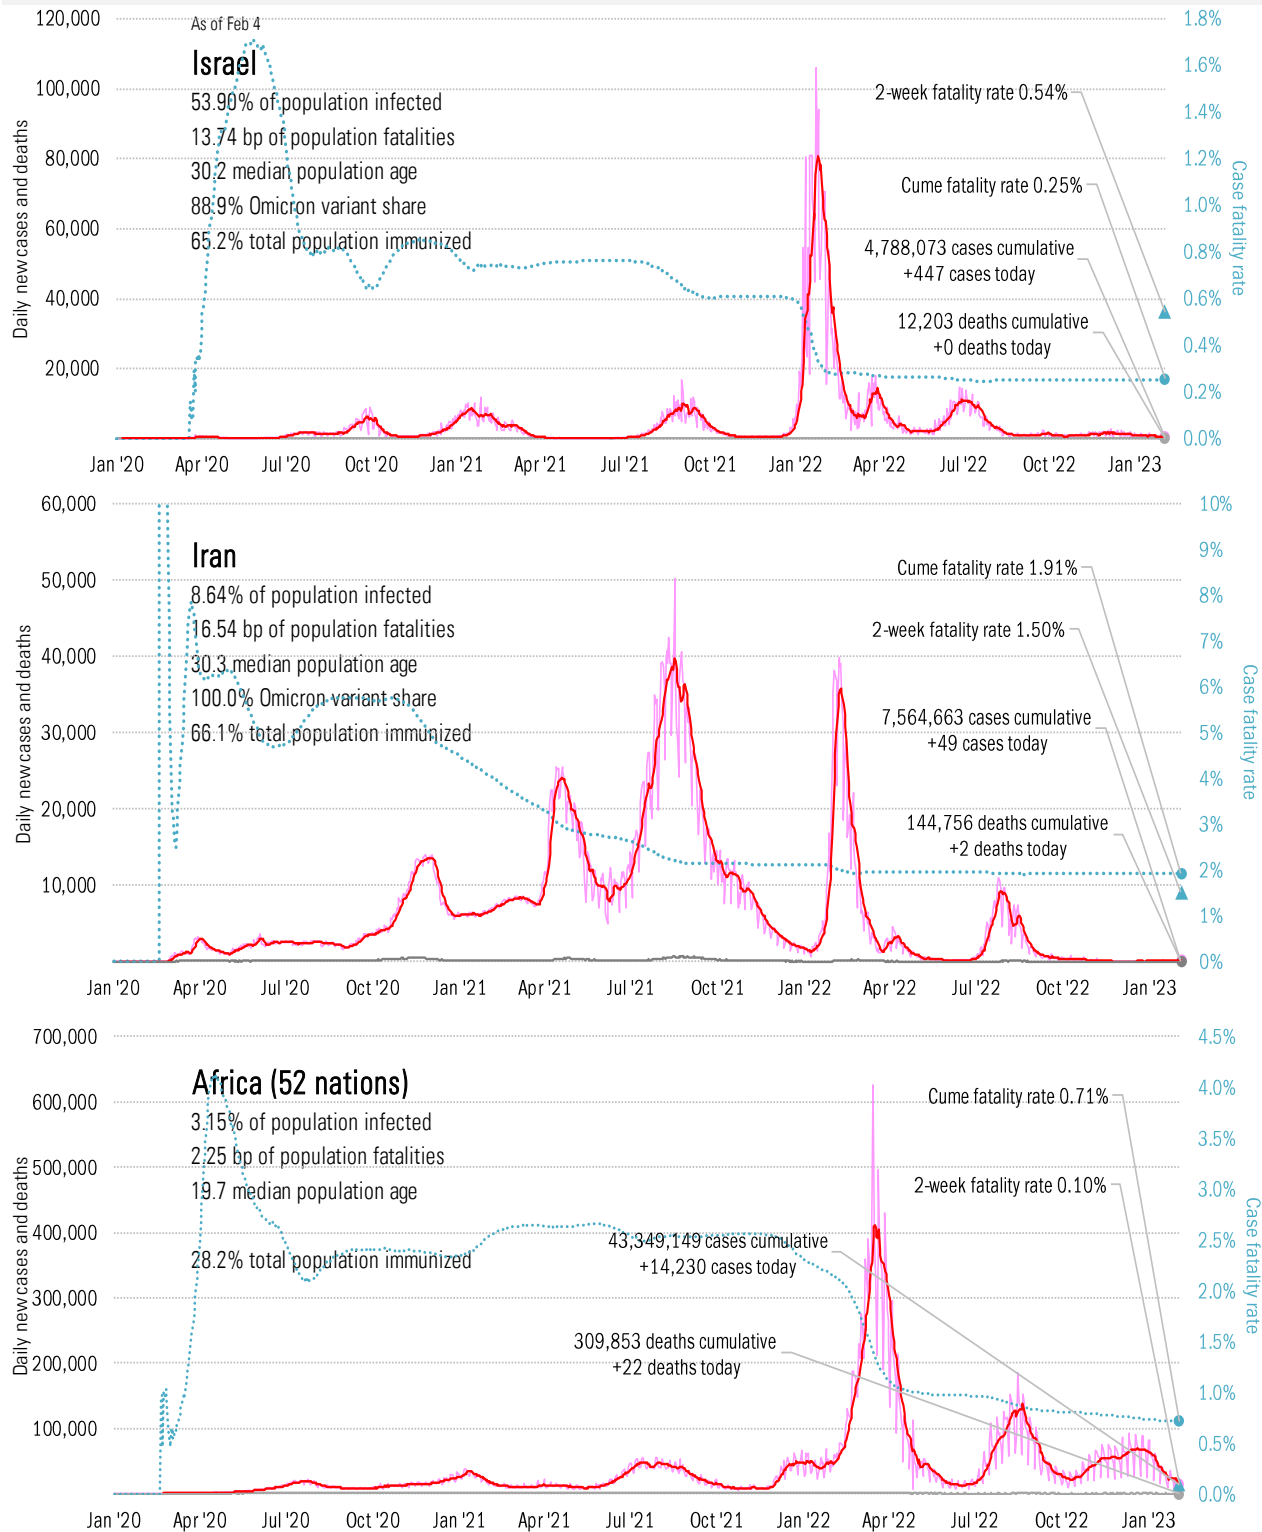 As of Feb 4
Israel
53.90% of population infected
13.74 bp of population fatalities
30.2 median population age
88.9% Omicron variant share
65.2% total population immunized
Daily new cases and deaths
120,000
100,000
80,000
60,000
40,000
20,000
2-week fatality rate 0.54%
Cume fatality rate 0.25%
4,788,073 cases cumulative
+447 cases today
12,203 deaths cumulative
+0 deaths today
1.8%
1.6%
1.4%
1.2%
1.0%
0.8%
0.6%
0.4%
0.2%
0.0%
Case fatality rate
Jan '20 Apr '20 Jul '20 Oct '20 Jan '21 Apr '21 Jul '21 Oct '21 Jan '22 Apr '22 Jul '22 Oct '22 Jan '23
Iran
8.64% of population infected
16.54 bp of population fatalities
30.3 median population age
100.0% Omicron variant share
66.1% total population immunized
Daily new cases and deaths
60,000
50,000
40,000
30,000
20,000
10,000
Cume fatality rate 1.91%
2-week fatality rate 1.50%
7,564,663 cases cumulative
+49 cases today
144,756 deaths cumulative
+2 deaths today
10%
9%
8%
7%
6%
5%
4%
3%
2%
1%
0%
Case fatality rate
Jan '20 Apr '20 Jul '20 Oct '20 Jan '21 Apr '21 Jul '21 Oct '21 Jan '22 Apr '22 Jul '22 Oct '22 Jan '23
Africa (52 nations)
3.15% of population infected
2.25 bp of population fatalities
19.7 median population age
28.2% total population immunized
Daily new cases and deaths
700,000
600,000
500,000
400,000
300,000
200,000
100,000
Cume fatality rate 0.71%
2-week fatality rate 0.10%
43,349,149 cases cumulative
+14,230 cases today
309,853 deaths cumulative
+22 deaths today
4.5%
4.0%
3.5%
3.0%
2.5%
2.0%
1.5%
1.0%
0.5%
0.0%
Case fatality rate
Jan '20 Apr '20 Jul '20 Oct '20 Jan '21 Apr '21 Jul '21 Oct '21 Jan '22 Apr '22 Jul '22 Oct '22 Jan '23